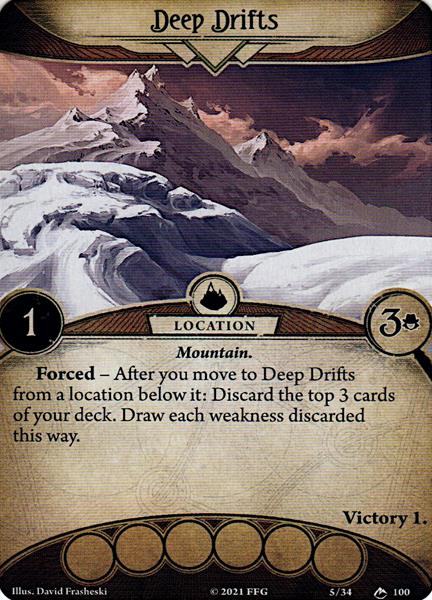 Deep Drifts
1
3
LOCATION
Mountain.
Forced – After you move to Deep Drifts
from a location below it: Discard the top 3 cards
of your deck. Draw each weakness discarded
this way.
Victory 1.
Illus. David Frasheski © 2021 FFG 5/34 100